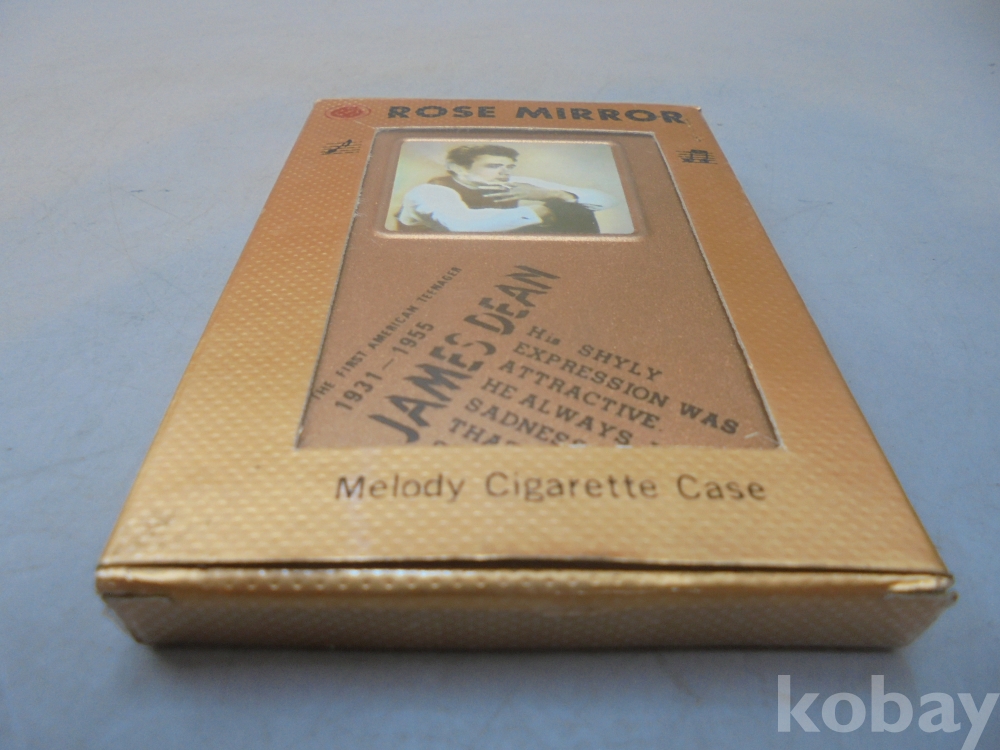 ROSE MIRROR
THE FIRST AMERICAN TEENAGER
1931~1955
JAMES DEAN
His SHYLY
EXPRESSION WAS
ATTRACTIVE.
HE ALWAYS
SADNESS
Melody Cigarette Case
kobay